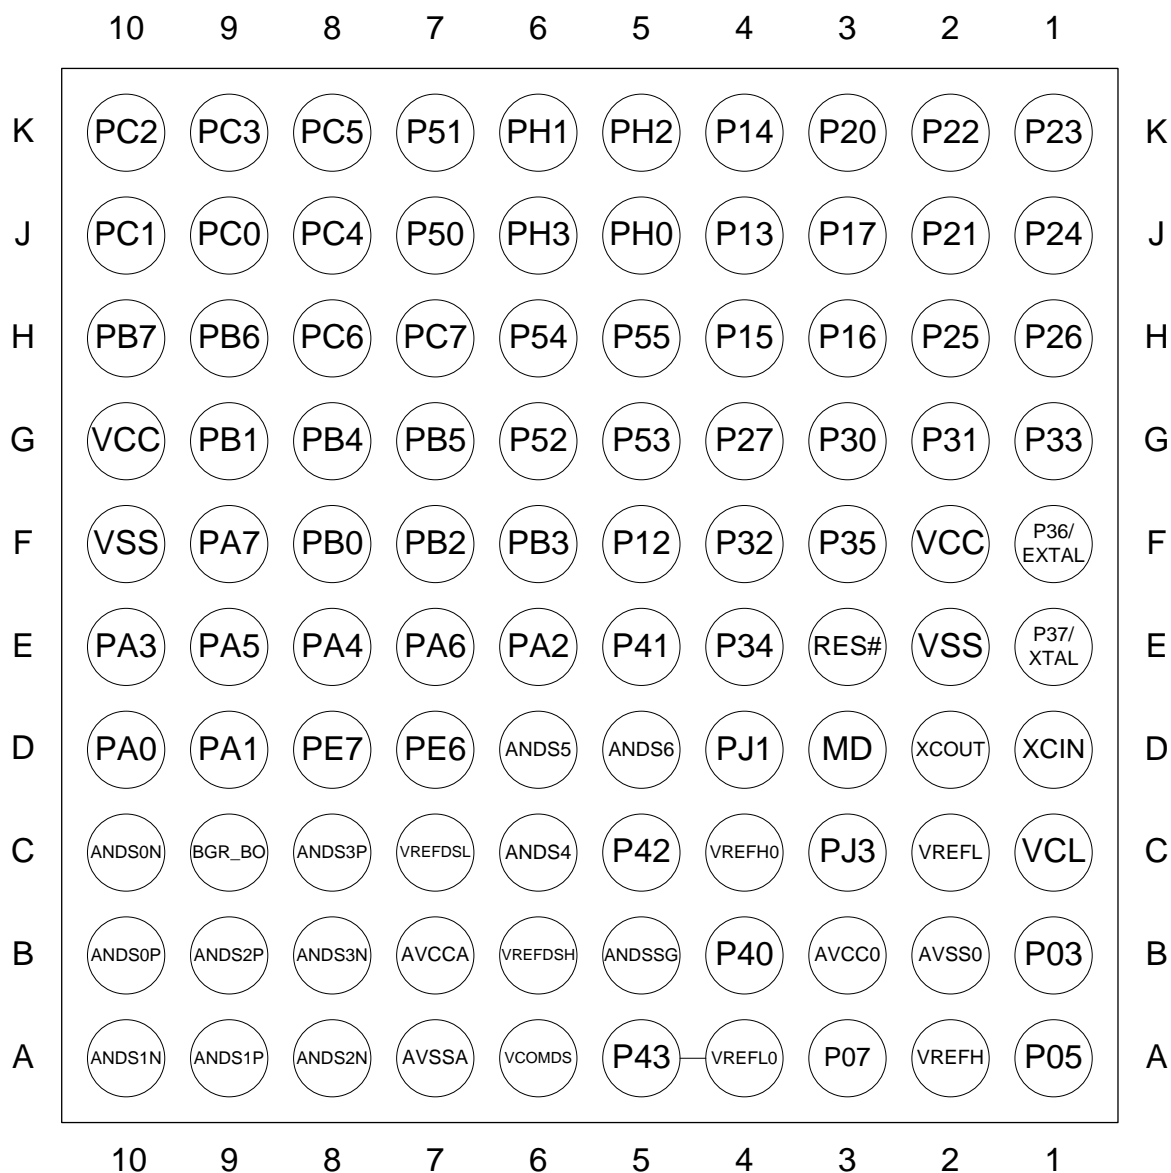 10 9 8 7 6 5 4 3 2 1
K PC2 PC3 PC5 P51 PH1 PH2 P14 P20 P22 P23 K
J PC1 PC0 PC4 P50 PH3 PH0 P13 P17 P21 P24 J
H PB7 PB6 PC6 PC7 P54 P55 P15 P16 P25 P26 H
G VCC PB1 PB4 PB5 P52 P53 P27 P30 P31 P33 G
F VSS PA7 PB0 PB2 PB3 P12 P32 P35 VCC P36/ EXTAL F
E PA3 PA5 PA4 PA6 PA2 P41 P34 RES# VSS P37/ XTAL E
D PA0 PA1 PE7 PE6 ANDS5 ANDS6 PJ1 MD XCOUT XCIN D
C ANDS0N BGR_BO ANDS3P VREFDSL ANDS4 P42 VREFH0 PJ3 VREFL VCL C
B ANDS0P ANDS2P ANDS3N AVCCA VREFDSH ANDSSG P40 AVCC0 AVSS0 P03 B
A ANDS1N ANDS1P ANDS2N AVSSA VCOMDS P43 VREFL0 P07 VREFH P05 A
10 9 8 7 6 5 4 3 2 1